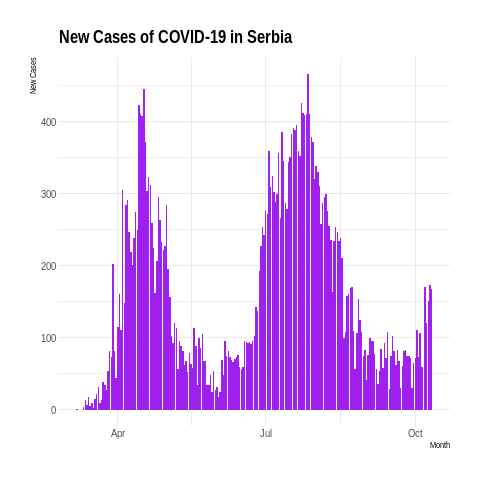 New Cases of COVID-19 in Serbia
New Cases
400
300
200
100
0
Apr
Jul
Oct
Month